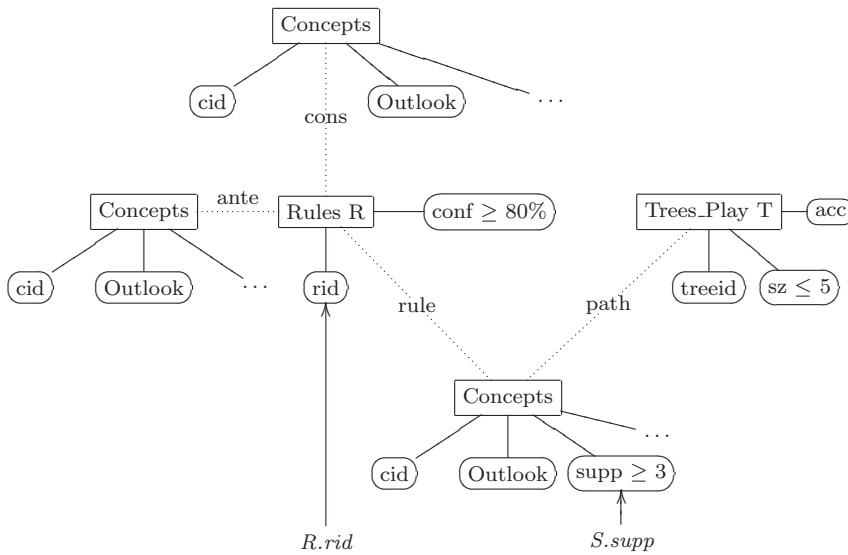 Concepts
cid
Outlook
...
cons
ante
Concepts
Rules R
conf ≥ 80%
Trees_Play T
acc
cid
Outlook
...
rid
treeid
sz ≤ 5
rule
path
Concepts
...
cid
Outlook
supp ≥ 3
R.rid
S.supp